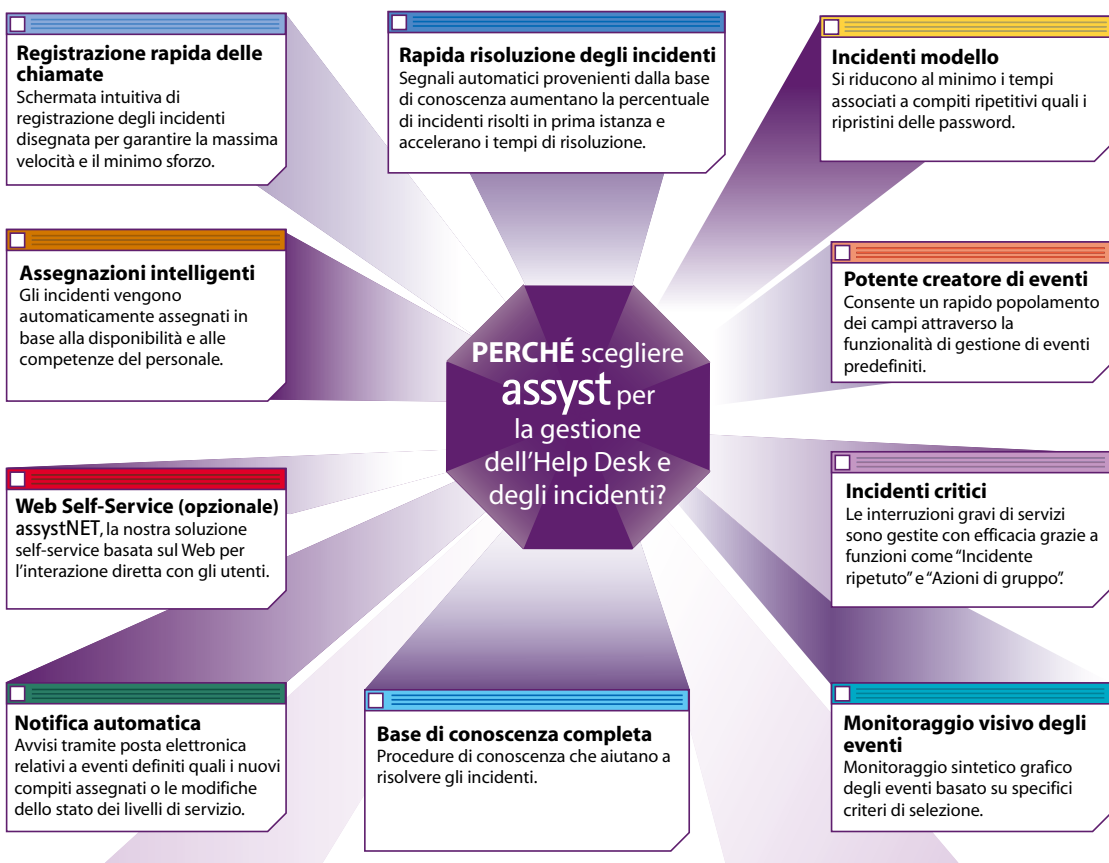 Registrazione rapida delle
chiamate
Schermata intuitiva di
registrazione degli incidenti
disegnata per garantire la massima
velocità e il minimo sforzo.
Rapida risoluzione degli incidenti
Segnali automatici provenienti dalla base
di conoscenza aumentano la percentuale
di incidenti risolti in prima istanza e
accelerano i tempi di risoluzione.
Incidenti modello
Si riducono al minimo i tempi
associati a compiti ripetitivi quali i
ripristini delle password.
Assegnazioni intelligenti
Gli incidenti vengono
automaticamente assegnati in
base alla disponibilità e alle
competenze del personale.
PERCHÉ scegliere
assyst per
la gestione
dell'Help Desk e
degli incidenti?
Potente creatore di eventi
Consente un rapido popolamento
dei campi attraverso la
funzionalità di gestione di eventi
predefiniti.
Web Self-Service (opzionale)
assystNET, la nostra soluzione
self-service basata sul Web per
l'interazione diretta con gli utenti.
Incidenti critici
Le interruzioni gravi di servizi
sono gestite con efficacia grazie a
funzioni come "Incidente
ripetuto" e "Azioni di gruppo".
Notifica automatica
Avvisi tramite posta elettronica
relativi a eventi definiti quali i nuovi
compiti assegnati o le modifiche
dello stato dei livelli di servizio.
Base di conoscenza completa
Procedure di conoscenza che aiutano a
risolvere gli incidenti.
Monitoraggio visivo degli
eventi
Monitoraggio sintetico grafico
degli eventi basato su specifici
criteri di selezione.